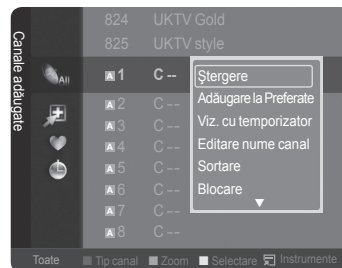 Canale adăugate
824 UKTV Gold
825 UKTV style
All
A 1 C --
A 2 C --
A 3 C --
A 4 C --
A 5 C --
A 6 C --
A 7 C --
A 8 C --
Ştergere
Adăugare la Preferate
Viz. cu temporizator
Editare nume canal
Sortare
Blocare
Toate Tip canal Zoom Selectare Instrumente